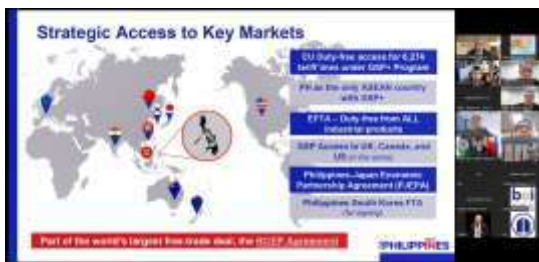 Strategic Access to Key Markets
EU Duty-free access for 6,274
tariff lines under GSP+ Program
PH as the only ASEAN country
with GSP+
EFTA – Duty-free from ALL
industrial products
GSP Access to UK, Canada, and
US
Philippines-Japan Economic
Partnership Agreement (PJEPA)
Philippines South Korea FTA
(for signing)
Part of the world's largest free trade deal, the RCEP Agreement
PHILIPPINES